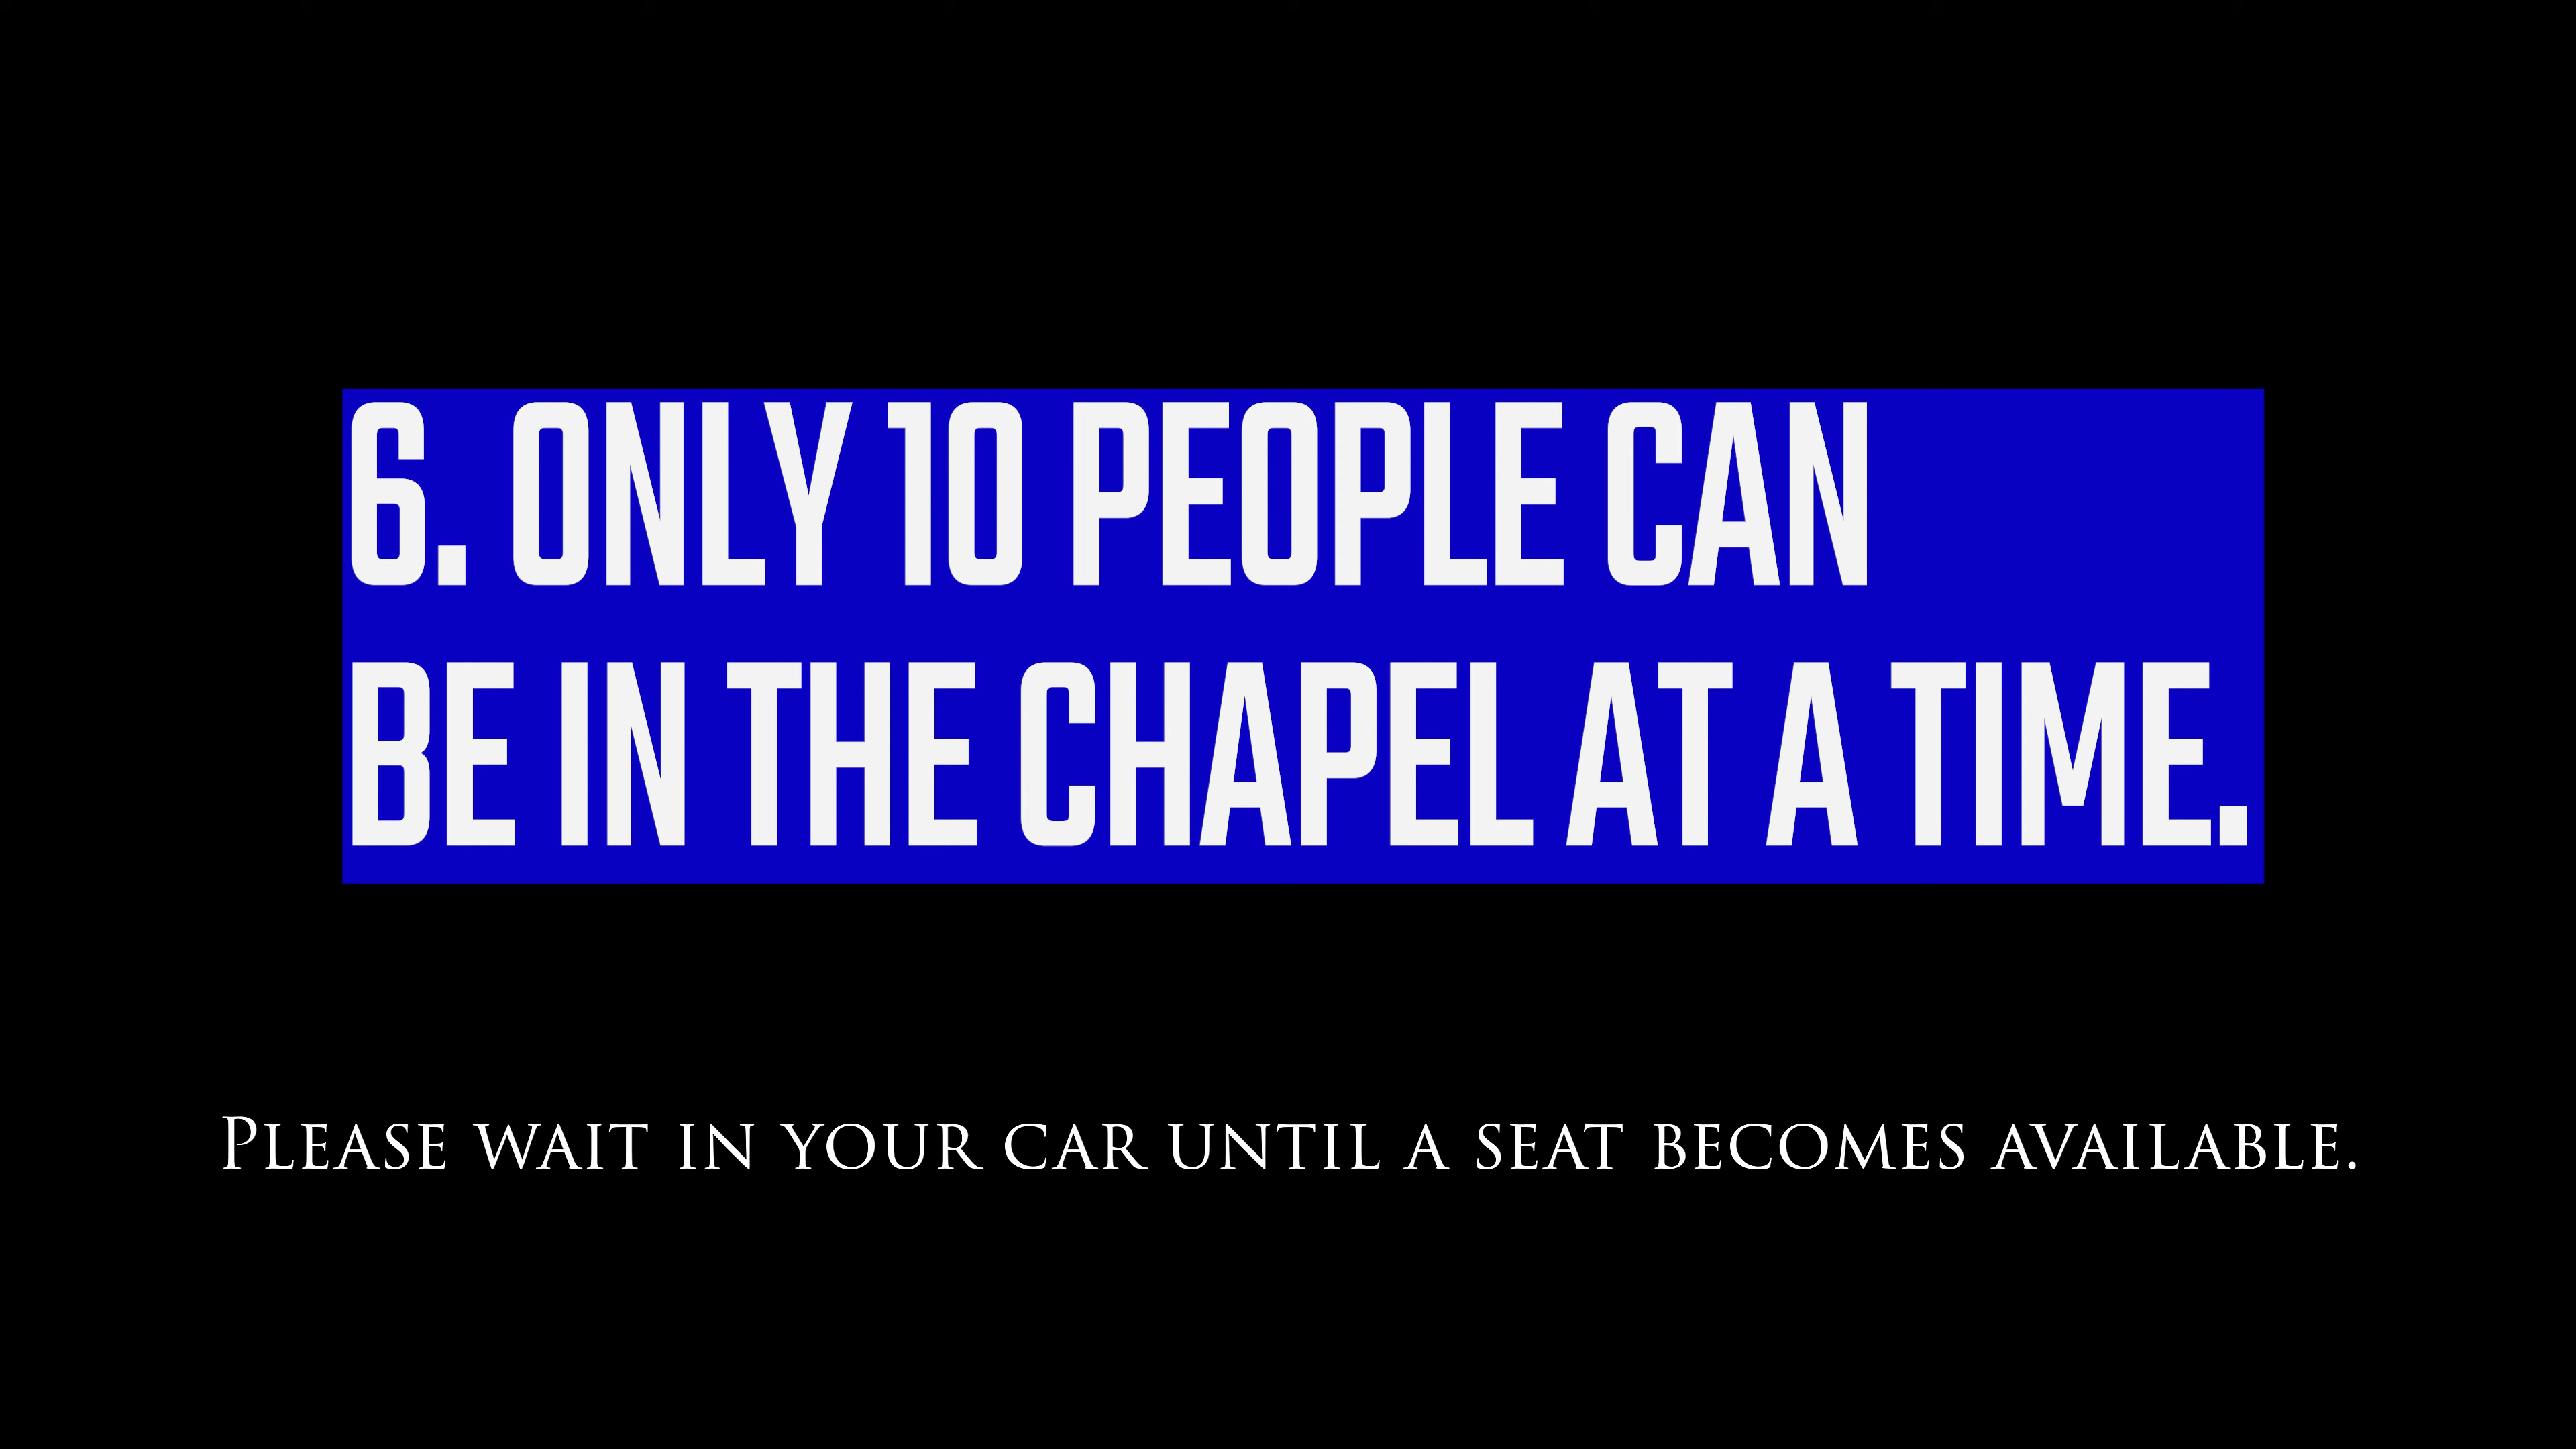 6. ONLY 10 PEOPLE CAN
BE IN THE CHAPEL AT A TIME.
Please wait in your car until a seat becomes available.